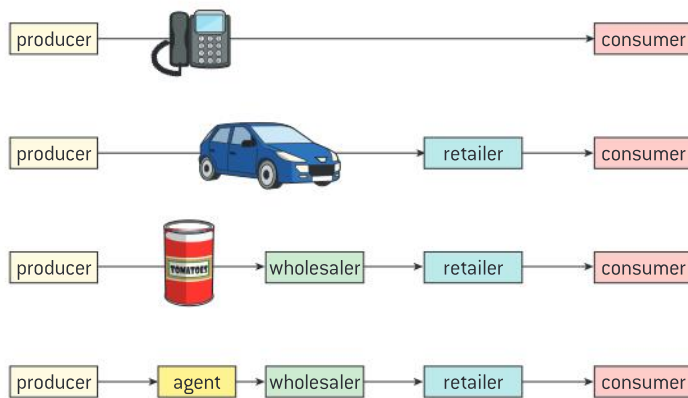 producer consumer
producer retailer consumer
producer TOMATOES wholesaler retailer consumer
producer agent wholesaler retailer consumer